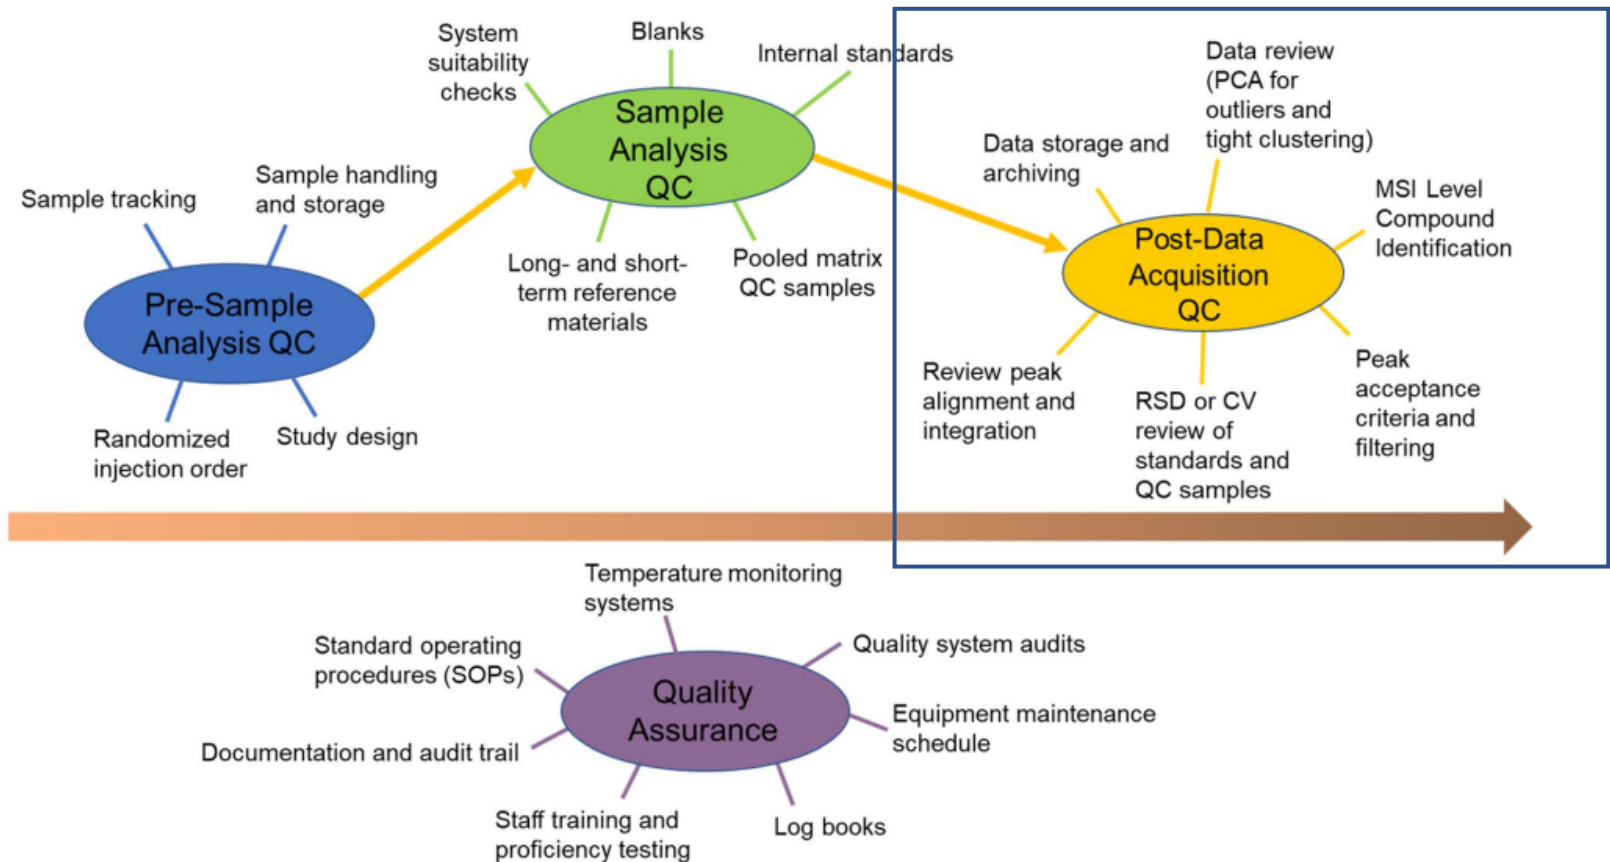 System
suitability
checks
Blanks
Internal standards
Sample
Analysis
QC
Long- and short-
term reference
materials
Pooled matrix
QC samples
Sample tracking
Sample handling
and storage
Pre-Sample
Analysis QC
Randomized
injection order
Study design
Data review
(PCA for
outliers and
tight clustering)
Data storage and
archiving
MSI Level
Compound
Identification
Post-Data
Acquisition
QC
Review peak
alignment and
integration
RSD or CV
review of
standards and
QC samples
Peak
acceptance
criteria and
filtering
Temperature monitoring
systems
Standard operating
procedures (SOPs)
Quality system audits
Quality
Assurance
Equipment maintenance
schedule
Documentation and audit trail
Staff training and
proficiency testing
Log books